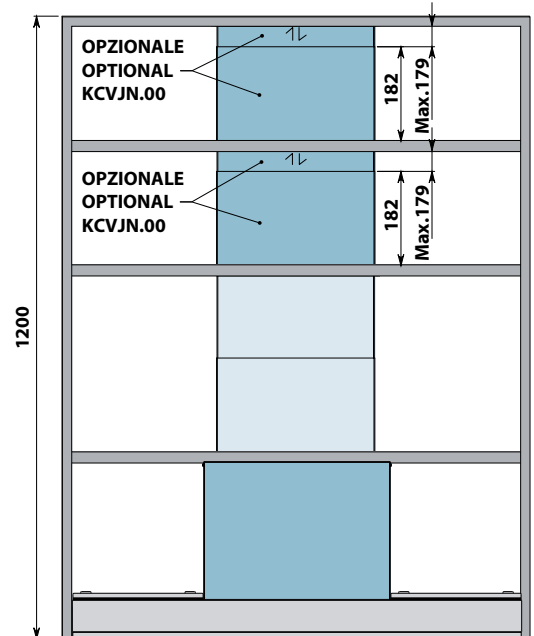 OPZIONALE
OPTIONAL
KCVJN.00
182
Max.179
OPZIONALE
OPTIONAL
KCVJN.00
182
Max.179
1200